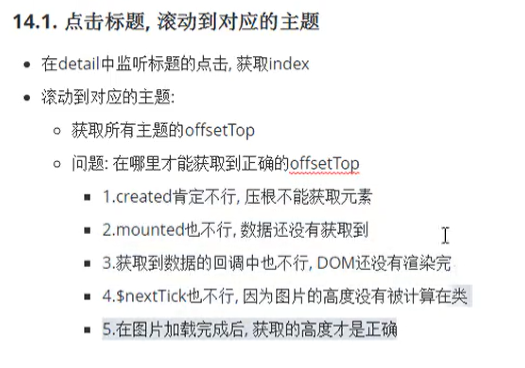 14.1. 点击标题, 滚动到对应的主题
在detail中监听标题的点击, 获取index
滚动到对应的主题:
获取所有主题的offsetTop
问题: 在哪里才能获取到正确的offsetTop
1.created肯定不行, 压根不能获取元素
2.mounted也不行, 数据还没有获取到
3.获取到数据的回调中也不行, DOM还没有渲染完
4.$nextTick也不行, 因为图片的高度没有被计算在类
5.在图片加载完成后, 获取的高度才是正确